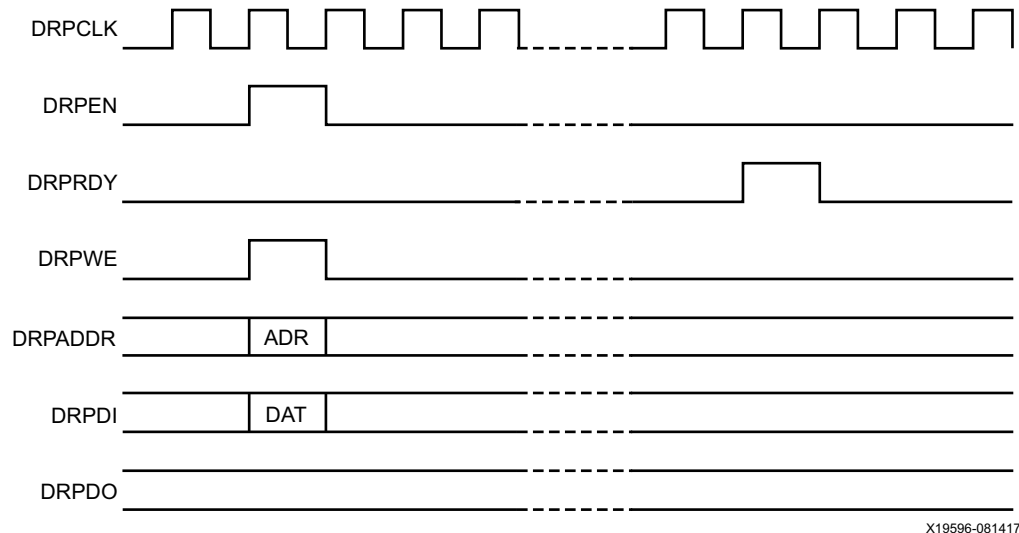 DRPCLK
DRPEN
DRPRDY
DRPWE
DRPADDR ADR
DRPDI DAT
DRPDO
X19596-081417